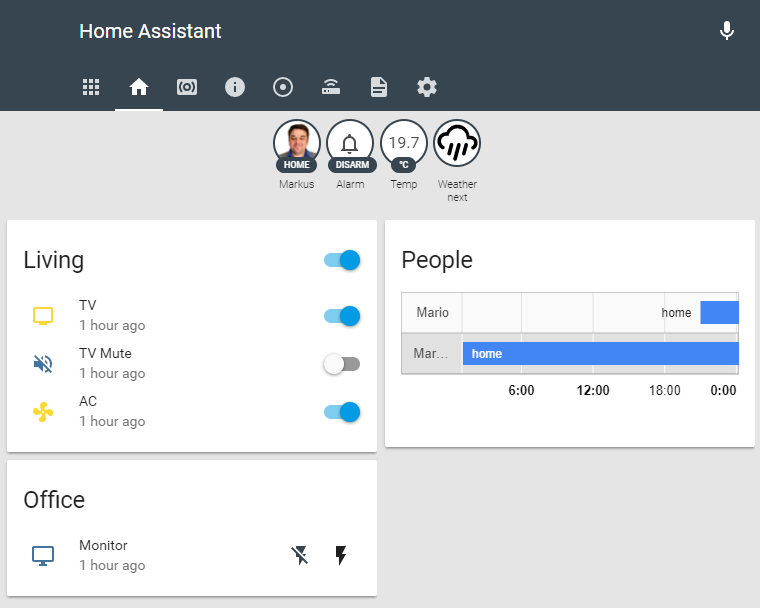 Home Assistant
HOME
DISARM
19.7
°C
Markus
Alarm
Temp
Weather
next
Living
TV
1 hour ago
TV Mute
1 hour ago
AC
1 hour ago
People
Mario
home
Mar...
home
6:00
12:00
18:00
0:00
Office
Monitor
1 hour ago